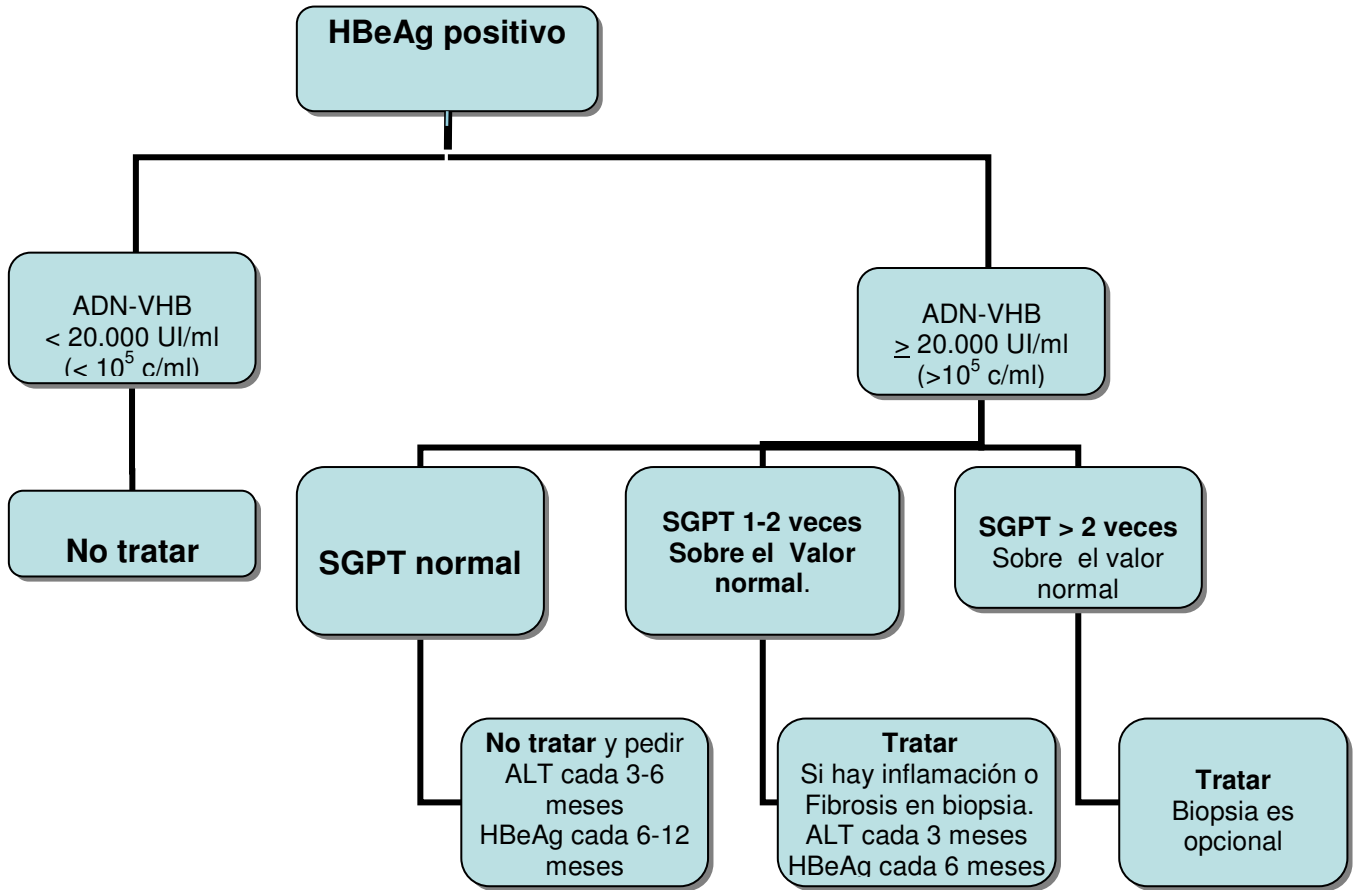 HBeAg positivo
ADN-VHB
< 20.000 UI/ml
(< 10⁵ c/ml)
ADN-VHB
≥ 20.000 UI/ml
(>10⁵ c/ml)
No tratar
SGPT normal
SGPT 1-2 veces
Sobre el Valor
normal.
SGPT > 2 veces
Sobre el valor
normal
No tratar y pedir
ALT cada 3-6
meses
HBeAg cada 6-12
meses
Tratar
Si hay inflamación o
Fibrosis en biopsia.
ALT cada 3 meses
HBeAg cada 6 meses
Tratar
Biopsia es
opcional